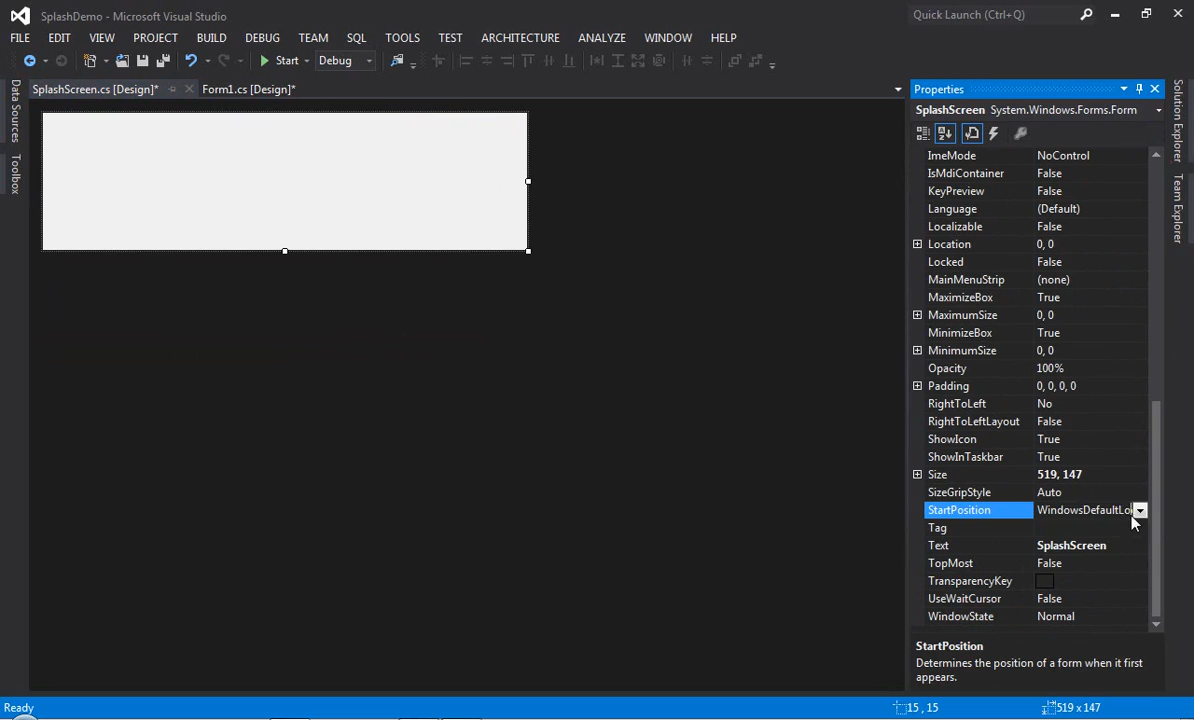 SplashDemo - Microsoft Visual Studio
Quick Launch (Ctrl+Q)
FILE EDIT VIEW PROJECT BUILD DEBUG TEAM SQL TOOLS TEST ARCHITECTURE ANALYZE WINDOW HELP
Start Debug
Data Sources
Toolbox
SplashScreen.cs [Design]* Form1.cs [Design]*
Properties
SplashScreen System.Windows.Forms.Form
ImeMode NoControl
IsMdiContainer False
KeyPreview False
Language (Default)
Localizable False
Location 0, 0
Locked False
MainMenuStrip (none)
MaximizeBox True
MaximumSize 0, 0
MinimizeBox True
MinimumSize 0, 0
Opacity 100%
Padding 0, 0, 0, 0
RightToLeft No
RightToLeftLayout False
ShowIcon True
ShowInTaskbar True
Size 519, 147
SizeGripStyle Auto
StartPosition WindowsDefaultLo
Tag
Text SplashScreen
TopMost False
TransparencyKey
UseWaitCursor False
WindowState Normal
StartPosition
Determines the position of a form when it first
appears.
Solution Explorer
Team Explorer
Ready
15 , 15
519 x 147